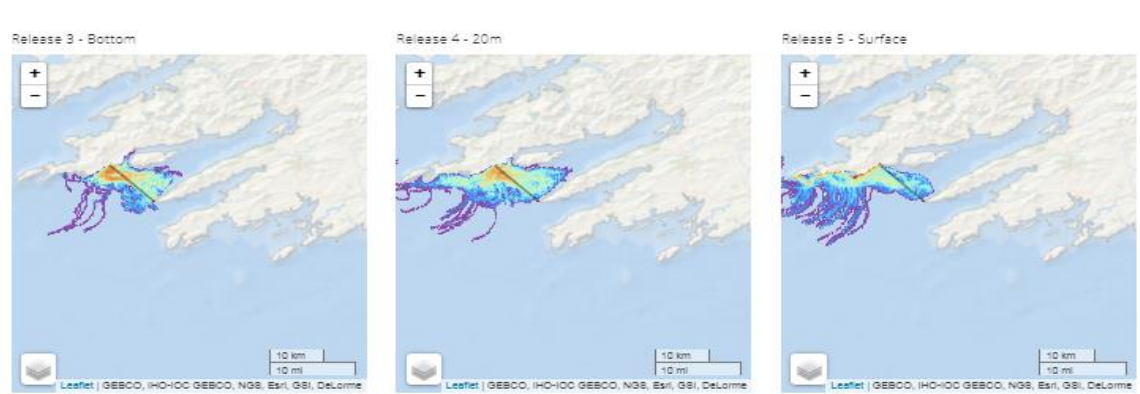 Release 3 - Bottom
Release 4 - 20m
Release 5 - Surface
+
−
+
−
+
−
10 km
10 mi
10 km
10 mi
10 km
10 mi
Leaflet | GEBCO, IHO-IOC GEBCO, NGS, Esri, GSI, DeLorme
Leaflet | GEBCO, IHO-IOC GEBCO, NGS, Esri, GSI, DeLorme
Leaflet | GEBCO, IHO-IOC GEBCO, NGS, Esri, GSI, DeLorme